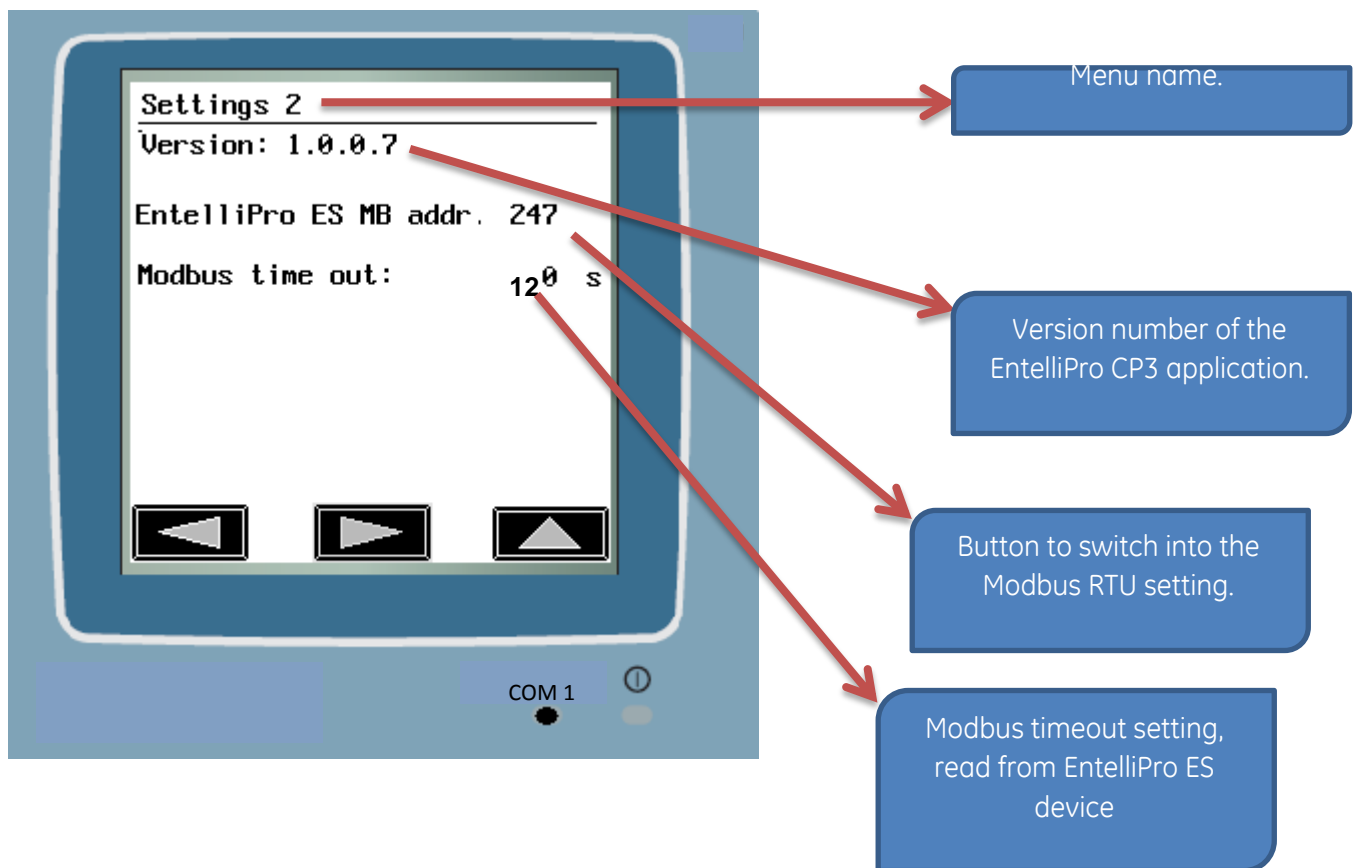 Settings 2
Version: 1.0.0.7
EntelliPro ES MB addr. 247
Modbus time out: 120 s
COM 1
Menu name.
Version number of the
EntelliPro CP3 application.
Button to switch into the
Modbus RTU setting.
Modbus timeout setting,
read from EntelliPro ES
device